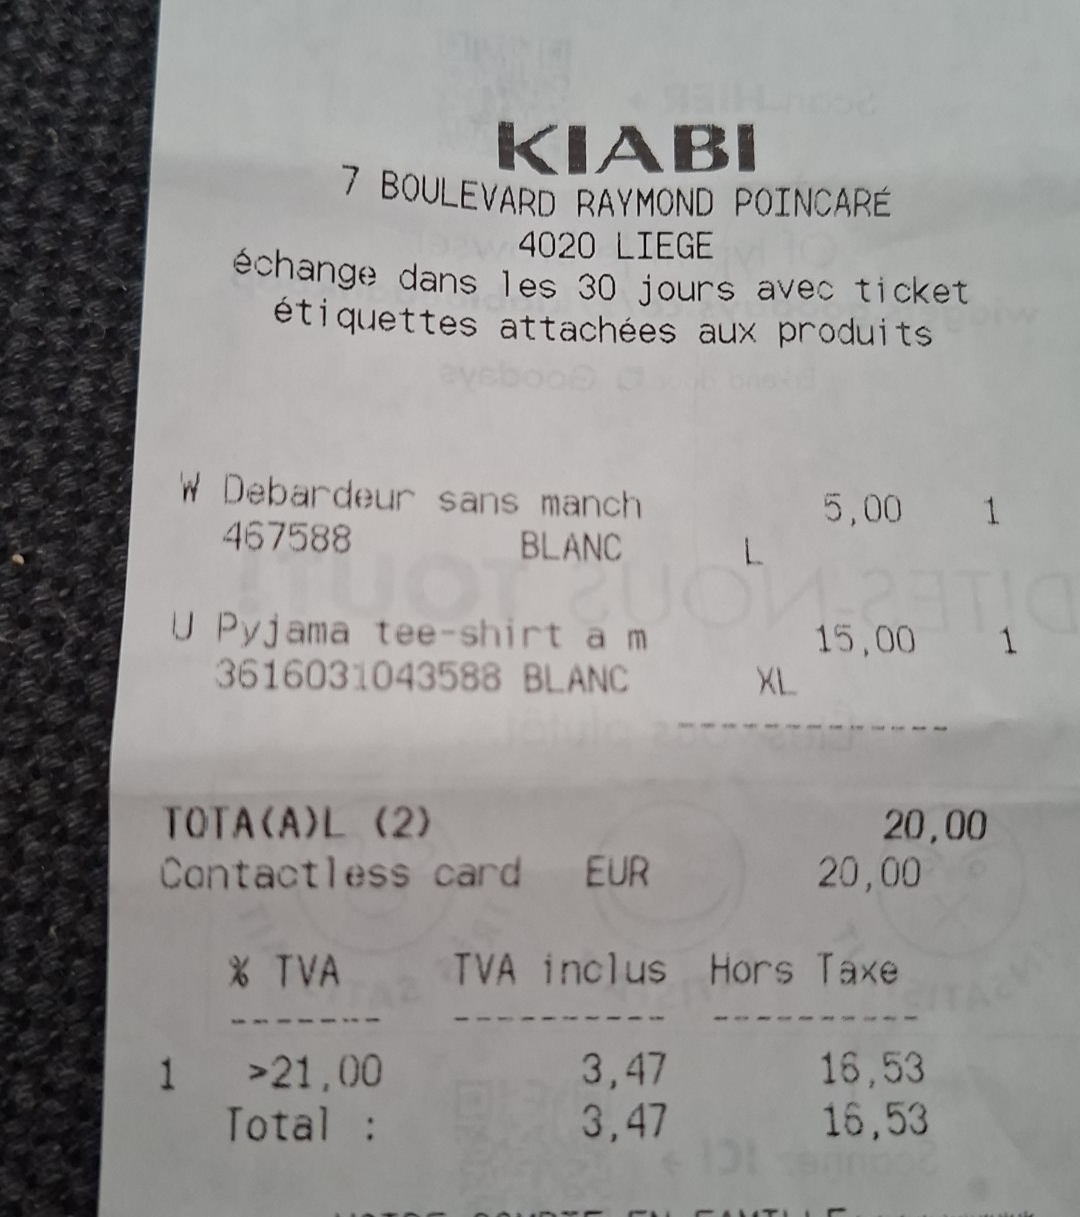 KIABI
7 BOULEVARD RAYMOND POINCARÉ
4020 LIEGE
échange dans les 30 jours avec ticket
étiquettes attachées aux produits
W Debardeur sans manch 5,00 1
467588 BLANC L
U Pyjama tee-shirt a m 15,00 1
3616031043588 BLANC XL
-------------
TOTA(A)L (2) 20,00
Contactless card EUR 20,00
% TVA TVA inclus Hors Taxe
------- ---------- ----------
1 >21,00 3,47 16,53
Total : 3,47 16,53